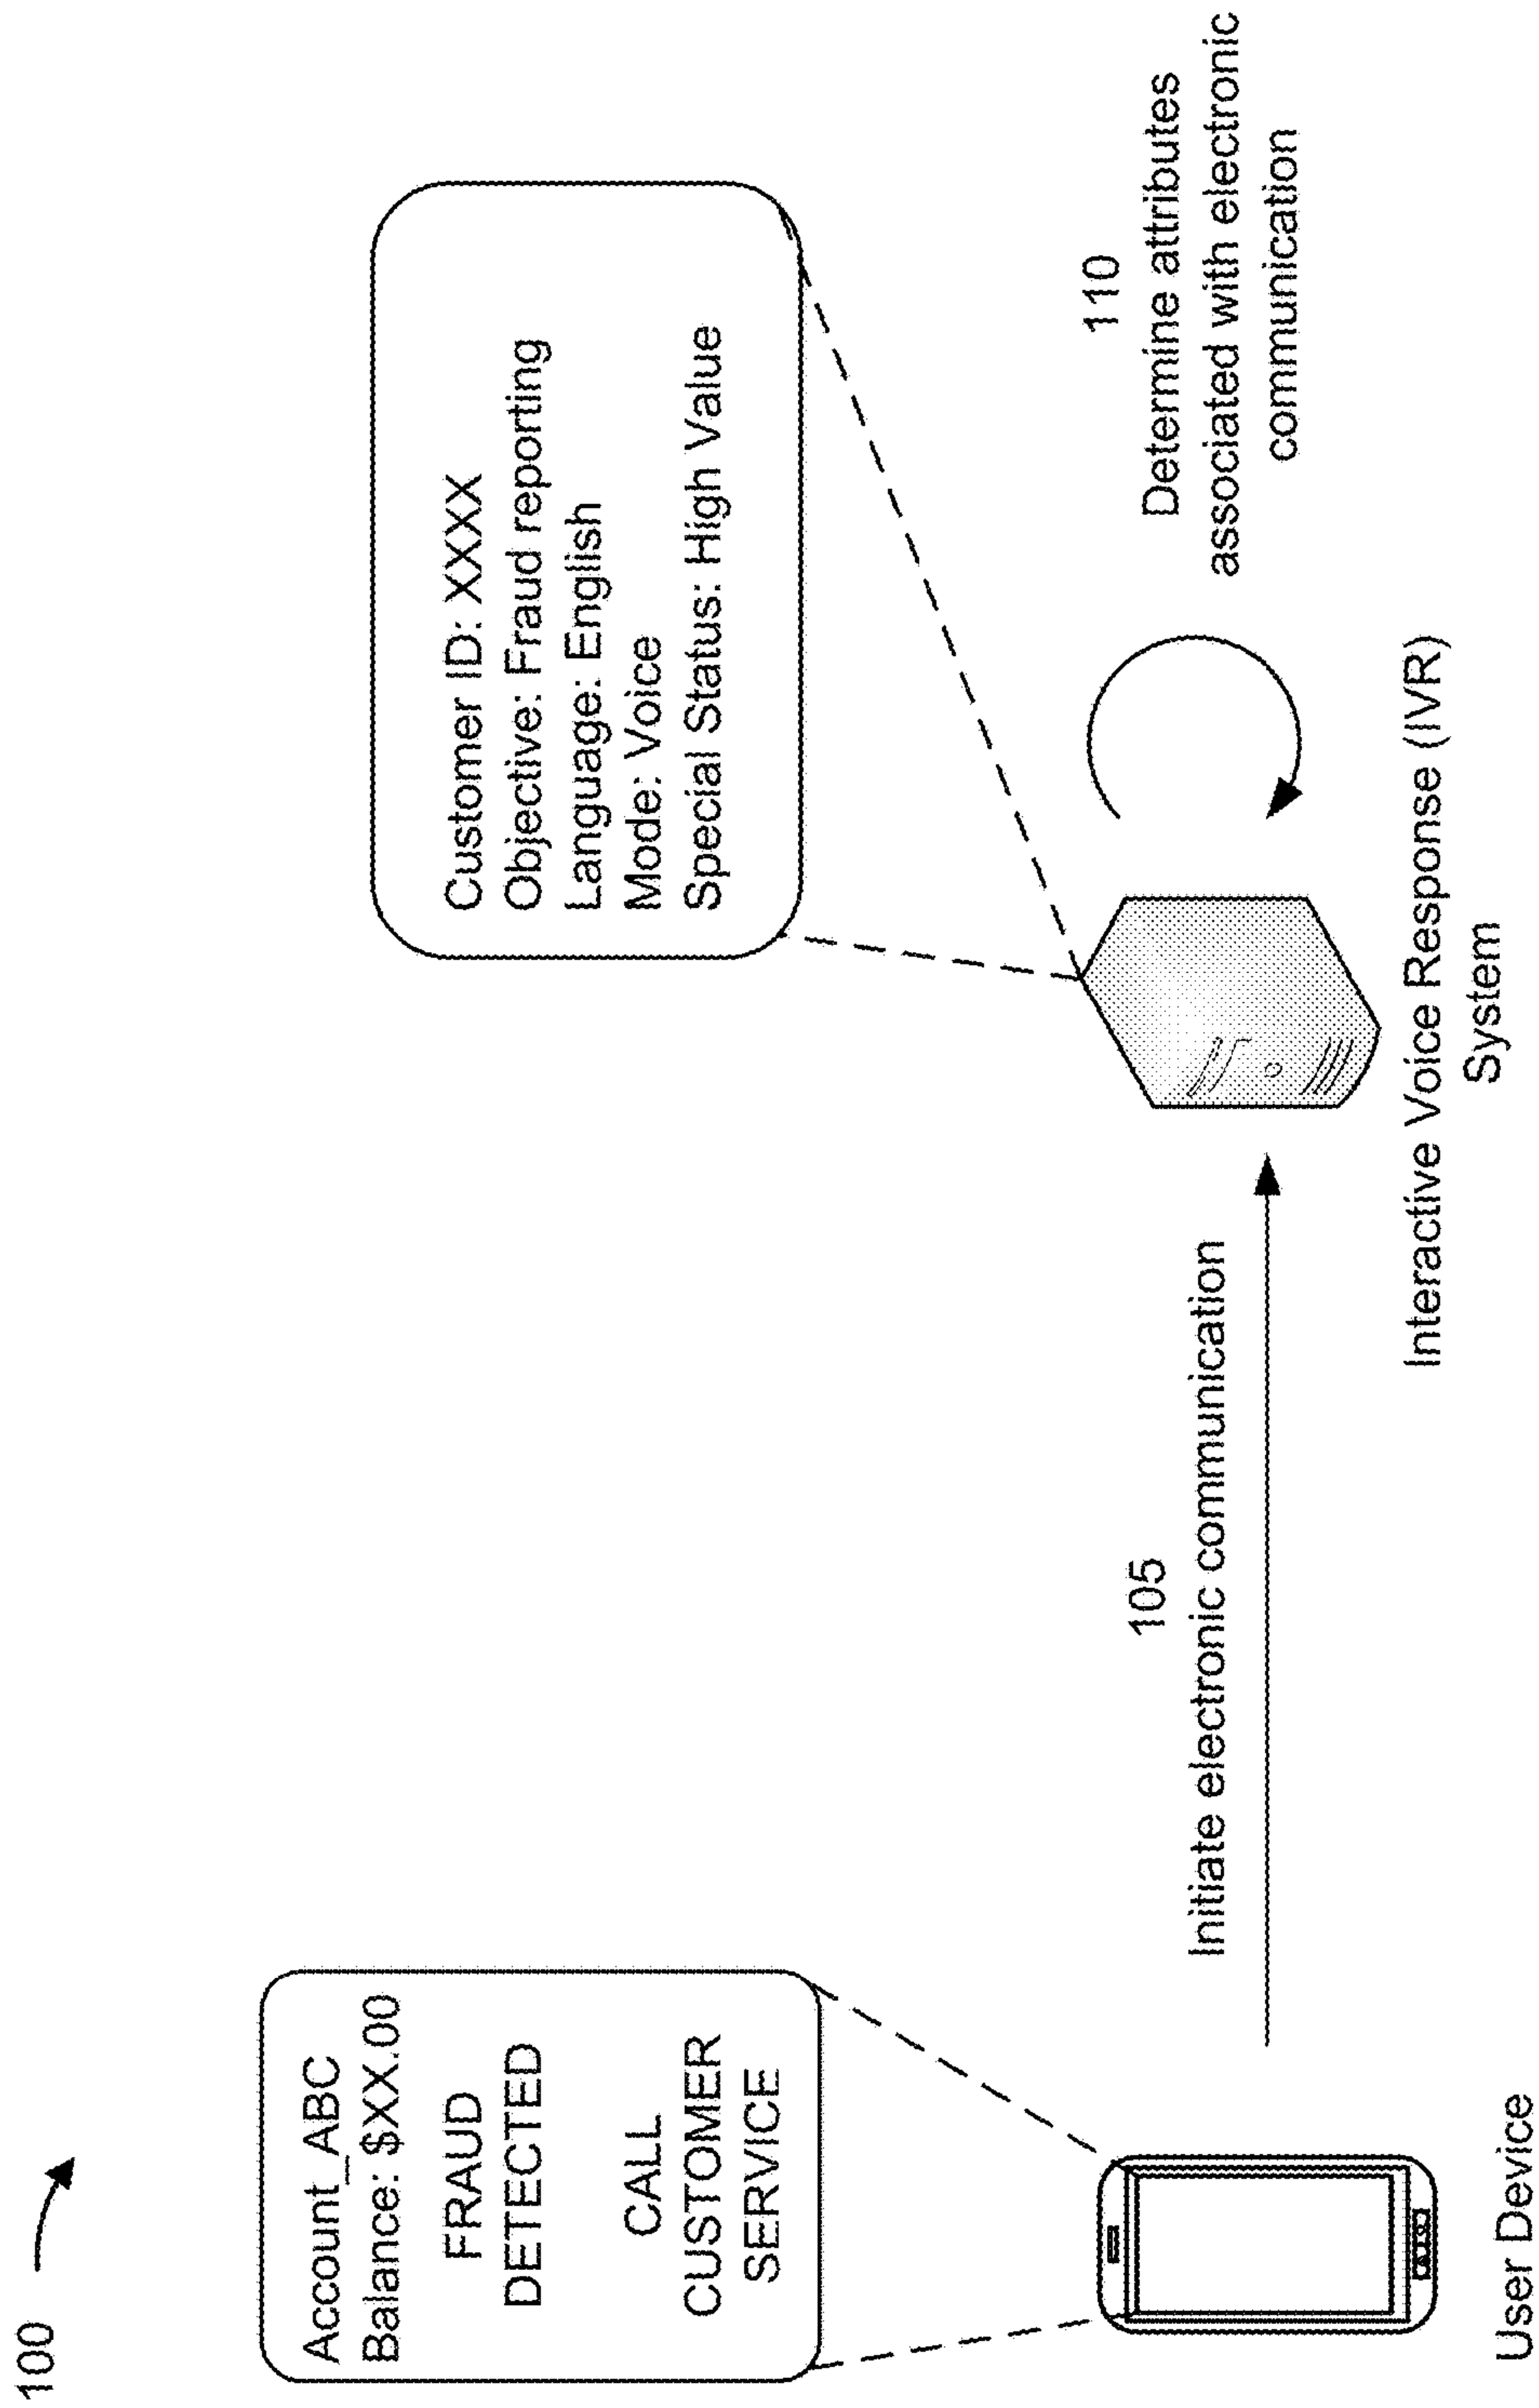 100
Account_ABC
Balance: $XX.00
FRAUD
DETECTED
CALL
CUSTOMER
SERVICE
User Device
105
Initiate electronic communication
Customer ID: XXXX
Objective: Fraud reporting
Language: English
Mode: Voice
Special Status: High Value
Interactive Voice Response (IVR)
System
110
Determine attributes
associated with electronic
communication